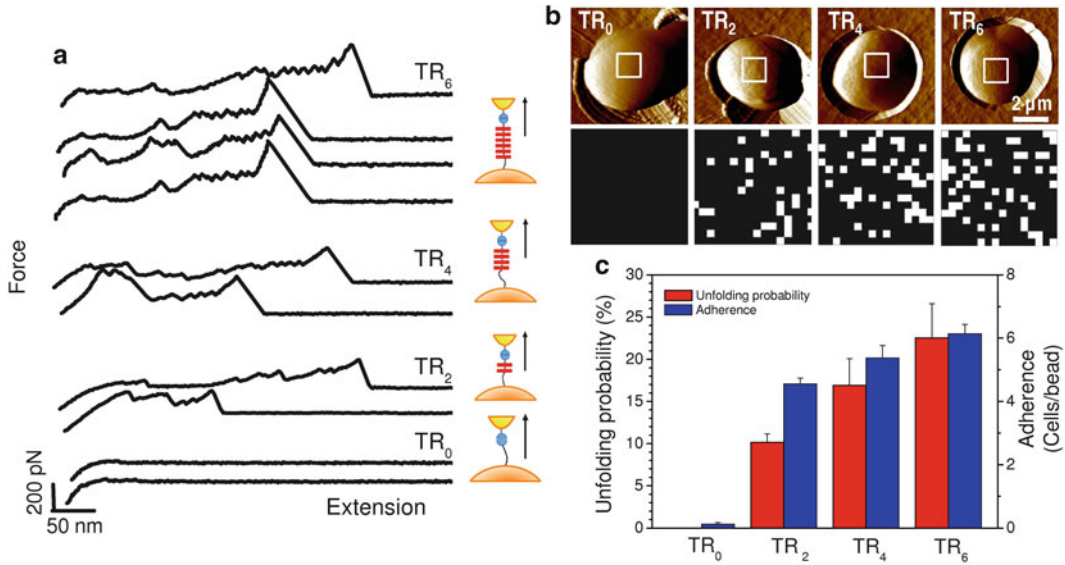 a
TR6
TR4
TR2
TR0
Force
200 pN
50 nm
Extension
b
TR0
TR2
TR4
TR6
2 µm
c
Unfolding probability
Adherence
Unfolding probability (%)
30
25
20
15
10
5
0
8
6
4
2
0
Adherence
(Cells/bead)
TR0
TR2
TR4
TR6